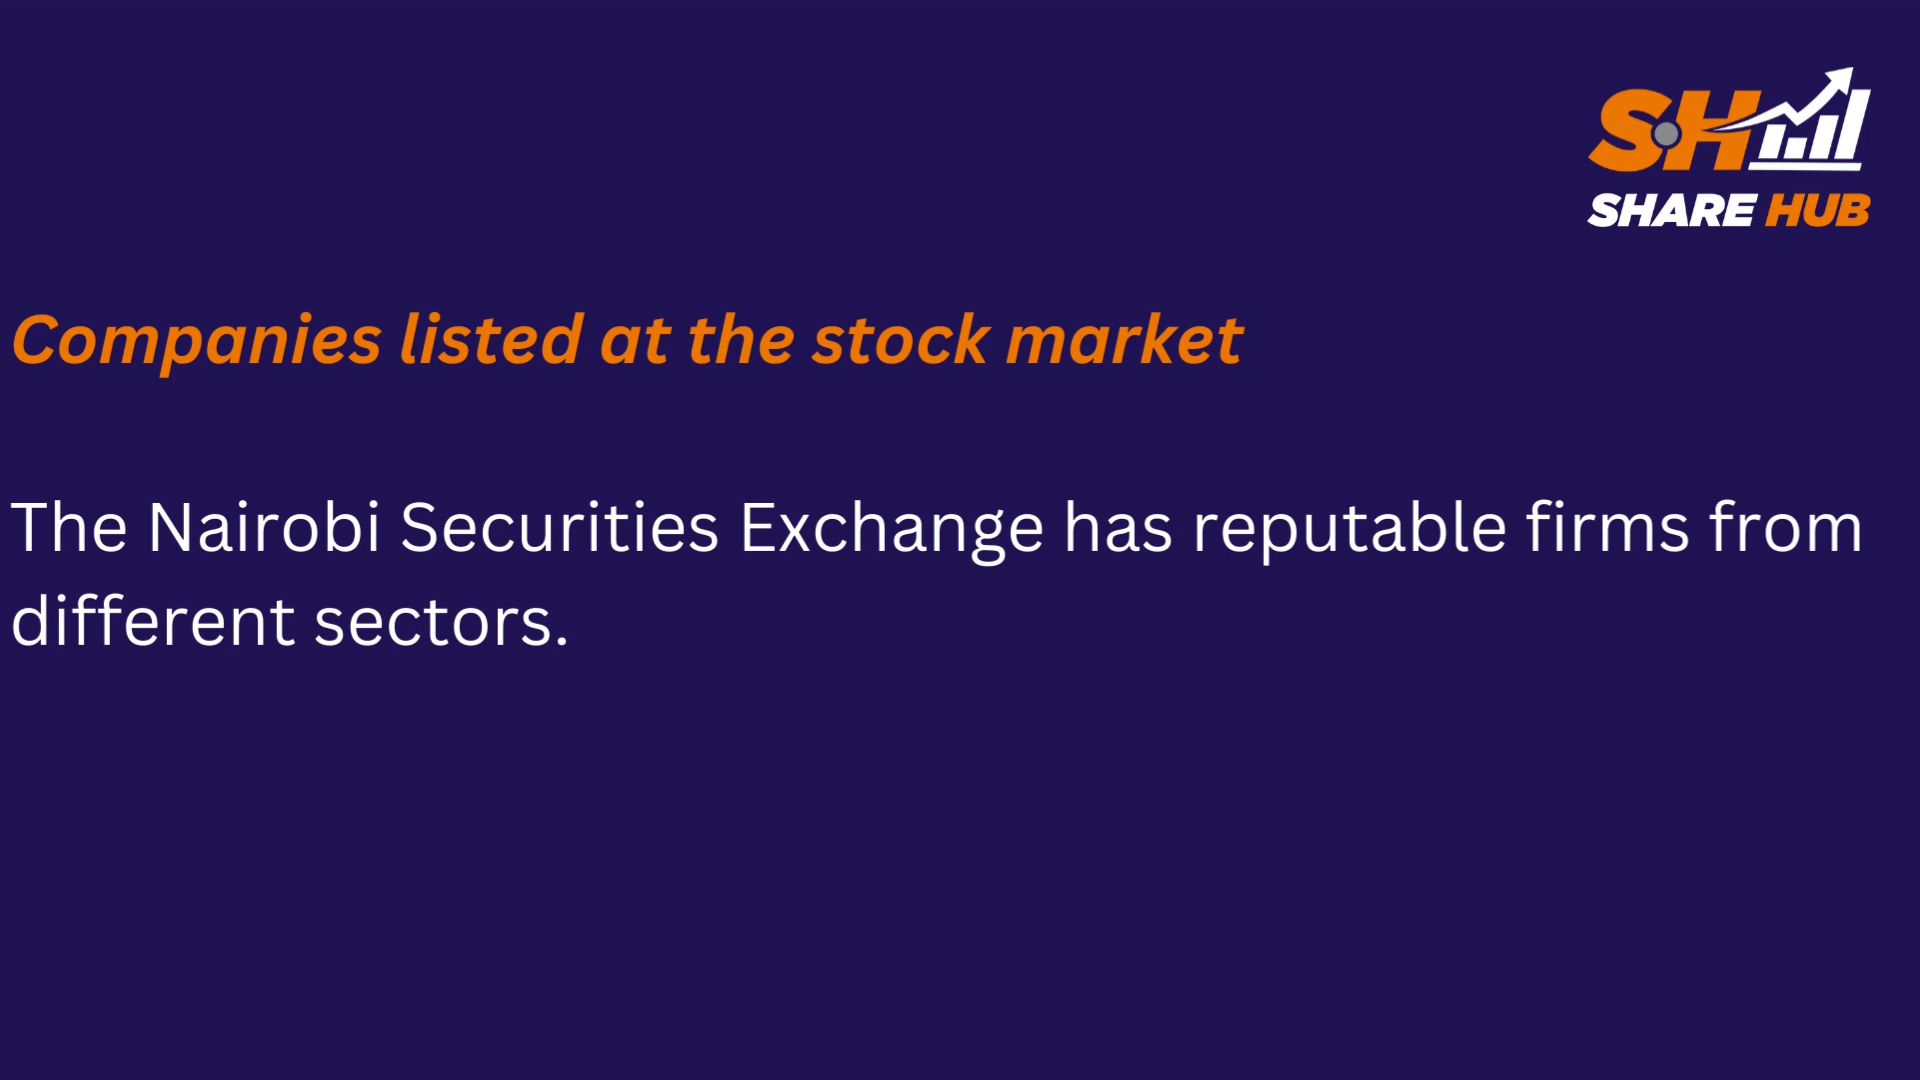 SH
SHARE HUB
Companies listed at the stock market
The Nairobi Securities Exchange has reputable firms from
different sectors.